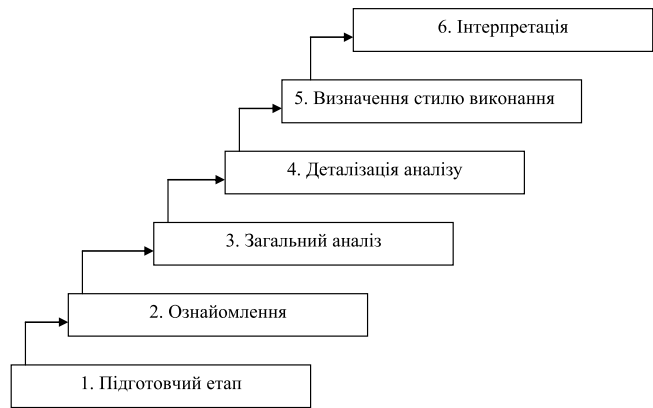 6. Інтерпретація
5. Визначення стилю виконання
4. Деталізація аналізу
3. Загальний аналіз
2. Ознайомлення
1. Підготовчий етап